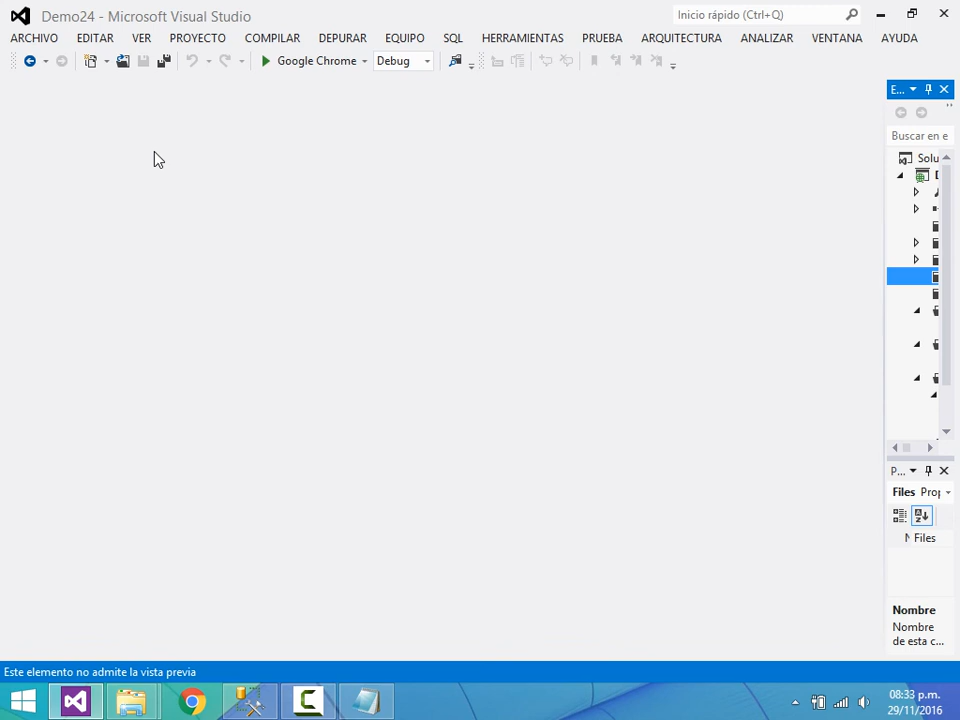 Demo24 - Microsoft Visual Studio
Inicio rápido (Ctrl+Q)
ARCHIVO EDITAR VER PROYECTO COMPILAR DEPURAR EQUIPO SQL HERRAMIENTAS PRUEBA ARQUITECTURA ANALIZAR VENTANA AYUDA
Google Chrome Debug
E...
Buscar en e
Solu
P...
Files Prop
Files
Nombre
Nombre
de esta c...
Este elemento no admite la vista previa
08:33 p.m.
29/11/2016